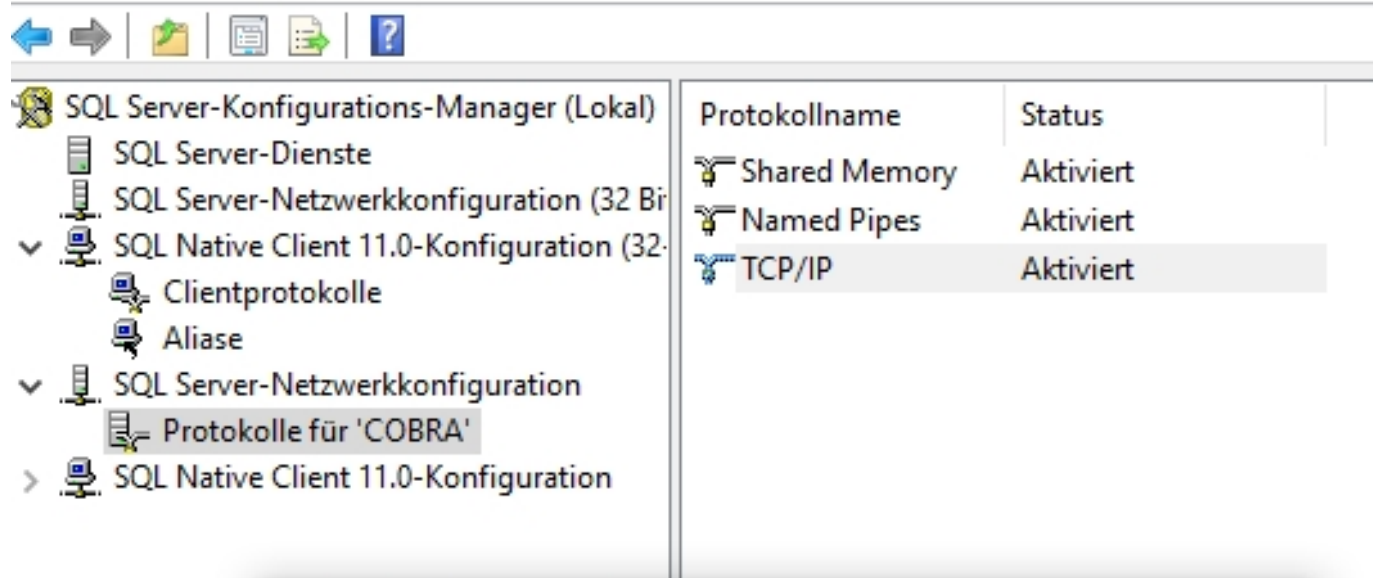 SQL Server-Konfigurations-Manager (Lokal)
SQL Server-Dienste
SQL Server-Netzwerkkonfiguration (32
SQL Native Client 11.0-Konfiguration (32-
Clientprotokolle
Aliase
SQL Server-Netzwerkkonfiguration
Protokolle für 'COBRA'
SQL Native Client 11.0-Konfiguration
Protokollname Status
Shared Memory Aktiviert
Named Pipes Aktiviert
TCP/IP Aktiviert